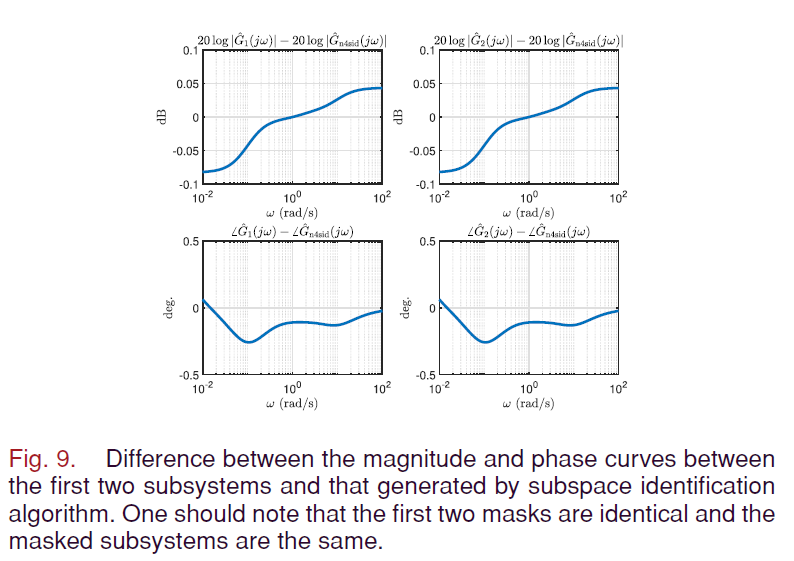 20 log |Ĝ₁(jω)| − 20 log |Ĝₙ₄ₛᵢd(jω)|
20 log |Ĝ₂(jω)| − 20 log |Ĝₙ₄ₛᵢd(jω)|
0.1
0.05
0
-0.05
-0.1
dB
10⁻²
10⁰
10²
ω (rad/s)
0.1
0.05
0
-0.05
-0.1
dB
10⁻²
10⁰
10²
ω (rad/s)
∠Ĝ₁(jω) − ∠Ĝₙ₄ₛᵢd(jω)
∠Ĝ₂(jω) − ∠Ĝₙ₄ₛᵢd(jω)
0.5
0
-0.5
deg.
10⁻²
10⁰
10²
ω (rad/s)
0.5
0
-0.5
deg.
10⁻²
10⁰
10²
ω (rad/s)
Fig. 9. Difference between the magnitude and phase curves between
the first two subsystems and that generated by subspace identification
algorithm. One should note that the first two masks are identical and the
masked subsystems are the same.